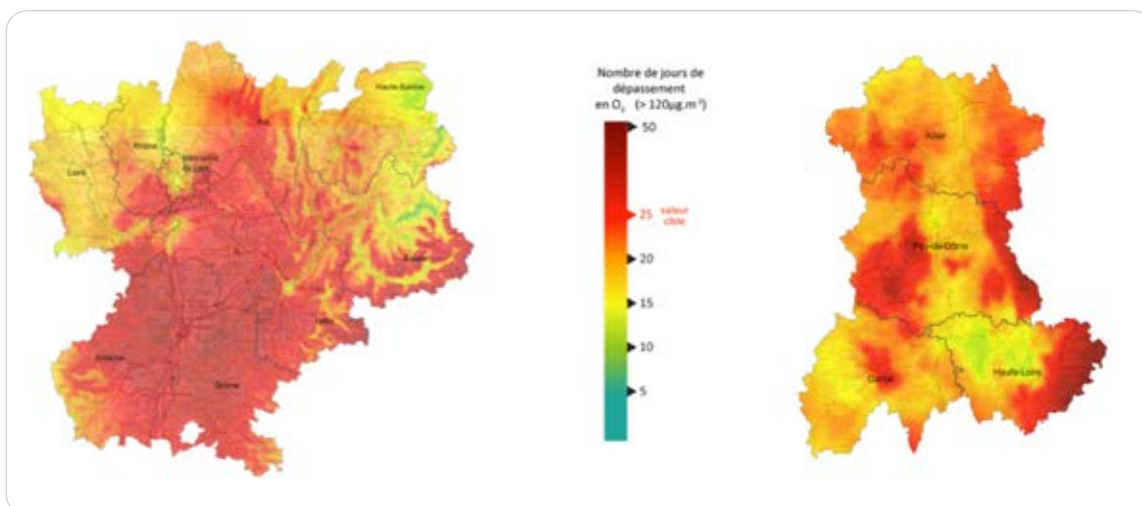 Haute-Savoie
Ain
Rhône
Loire
Savoie
Isère
Ardèche
Drôme
Nombre de jours de
dépassement
en O₃ (> 120µg.m⁻³)
50
25 valeur
cible
20
15
10
5
Allier
Puy-de-Dôme
Cantal
Haute-Loire